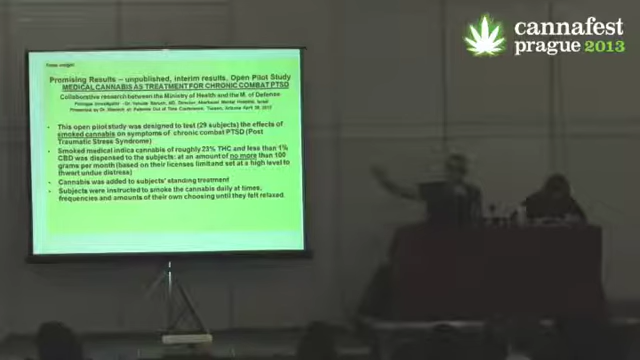 cannafest
prague 2013
Promising Results – unpublished, interim results, Open Pilot Study
MEDICAL CANNABIS AS TREATMENT FOR CHRONIC COMBAT PTSD
Collaborative research between the Ministry of Health and the M. of Defense-
• This open pilot study was designed to test (29 subjects) the effects of
smoked cannabis on symptoms of chronic combat PTSD (Post
Traumatic Stress Syndrome)
• Smoked medical indica cannabis of roughly 23% THC and less than 1%
CBD was dispensed to the subjects: at an amount of no more than 100
grams per month (based on their licenses limit and set at a high level to
thwart undue distress)
• Cannabis was added to subjects' standing treatment
• Subjects were instructed to smoke the cannabis daily at times,
frequencies and amounts of their own choosing until they felt relaxed.